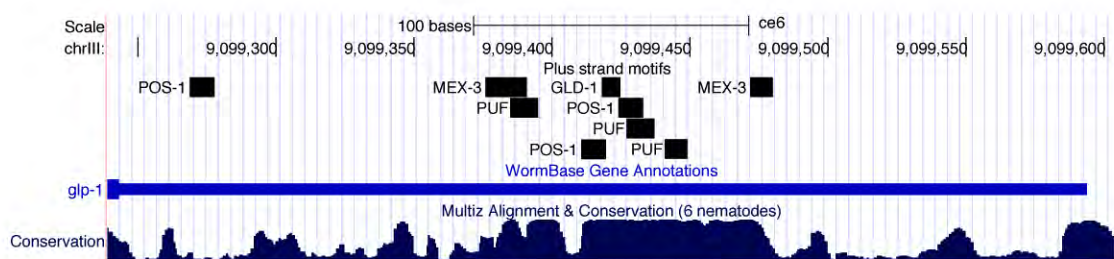 Scale 100 bases ce6
chrIII: 9,099,300 9,099,350 9,099,400 9,099,450 9,099,500 9,099,550 9,099,600
Plus strand motifs
POS-1 MEX-3 GLD-1 MEX-3
PUF POS-1
PUF
POS-1 PUF
WormBase Gene Annotations
glp-1
Multiz Alignment & Conservation (6 nematodes)
Conservation